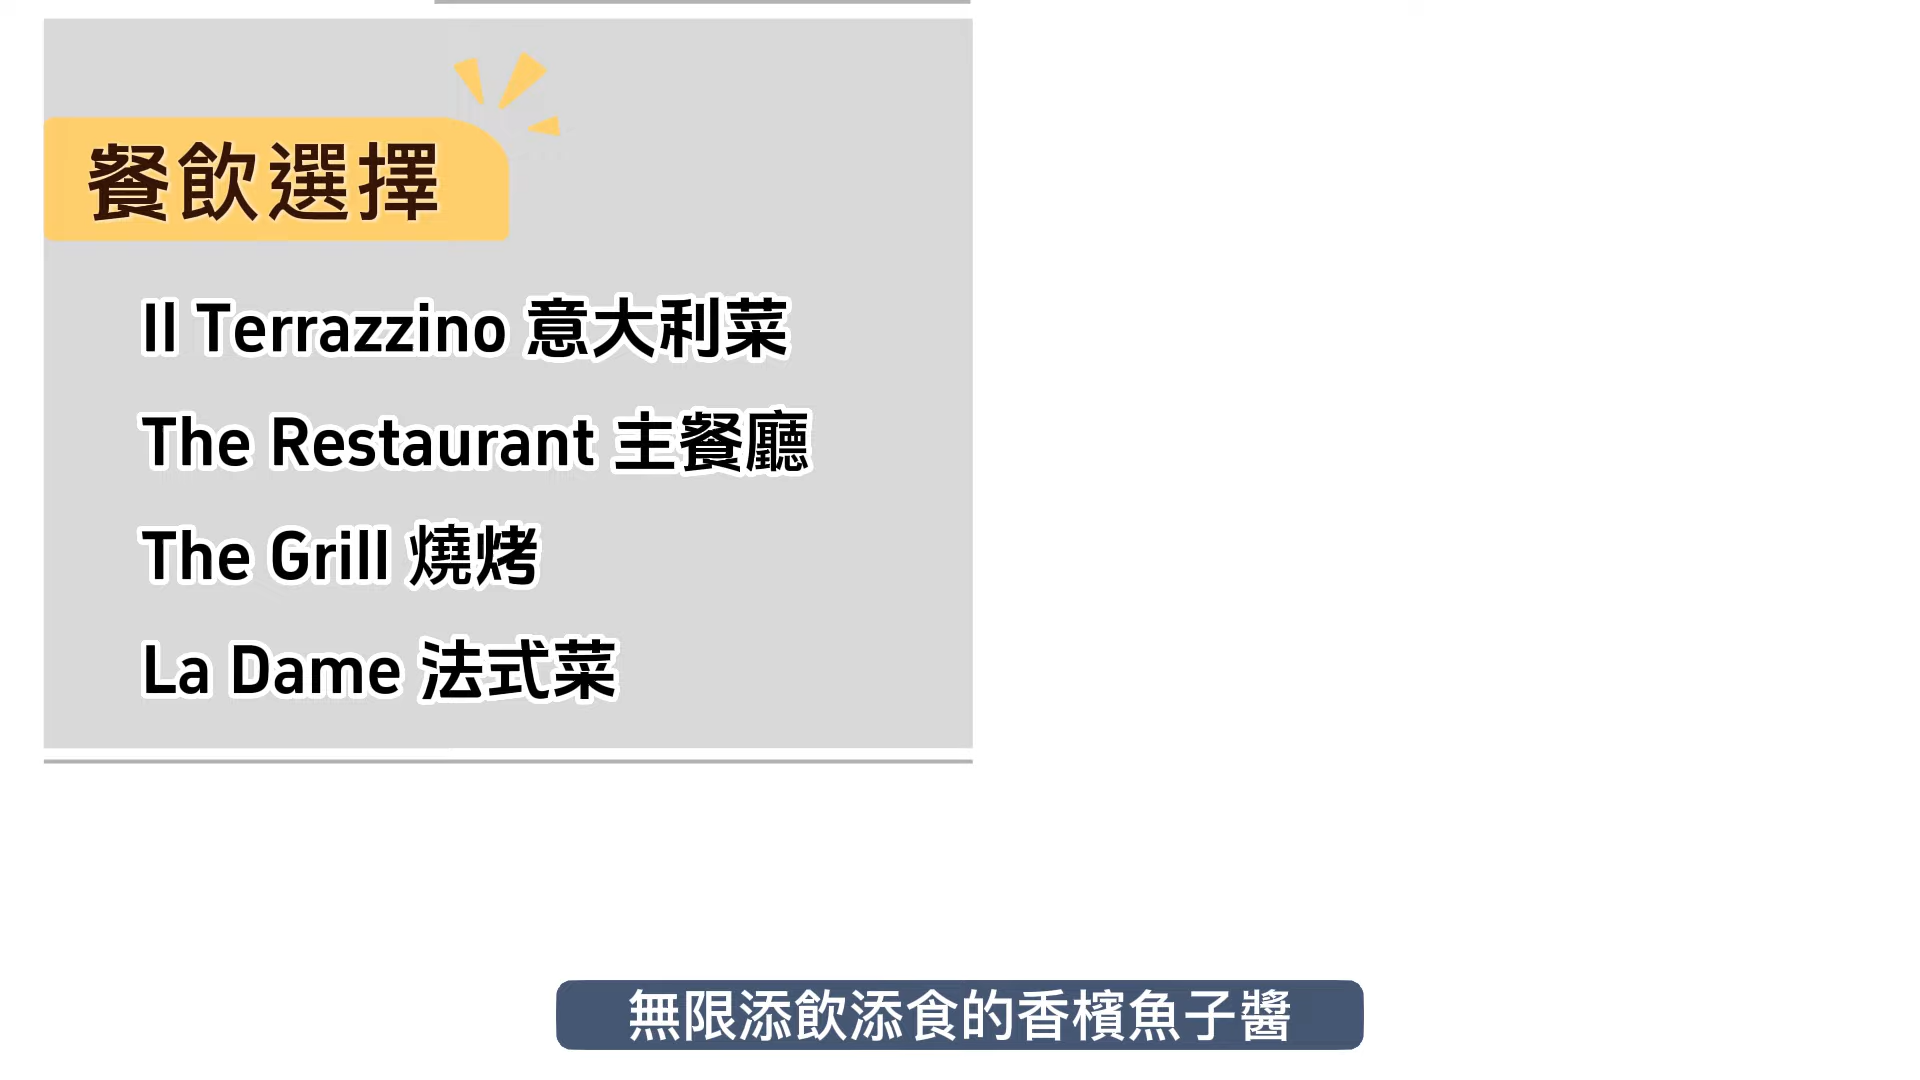 餐飲選擇
Il Terrazzino 意大利菜
The Restaurant 主餐廳
The Grill 燒烤
La Dame 法式菜
無限添飲添食的香檳魚子醬